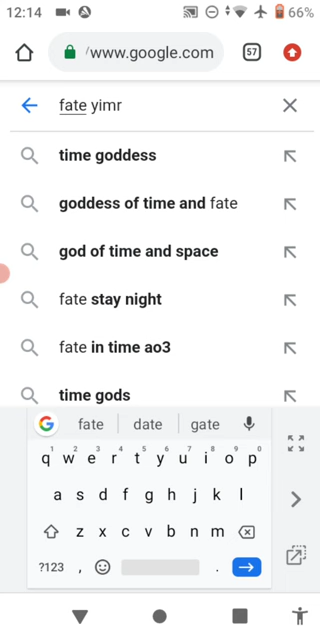 12:14
66%
/www.google.com
57
fate yimr
time goddess
goddess of time and fate
god of time and space
fate stay night
fate in time ao3
time gods
fate date gate
1 2 3 4 5 6 7 8 9 0
q w e r t y u i o p
a s d f g h j k l
z x c v b n m
?123 , .